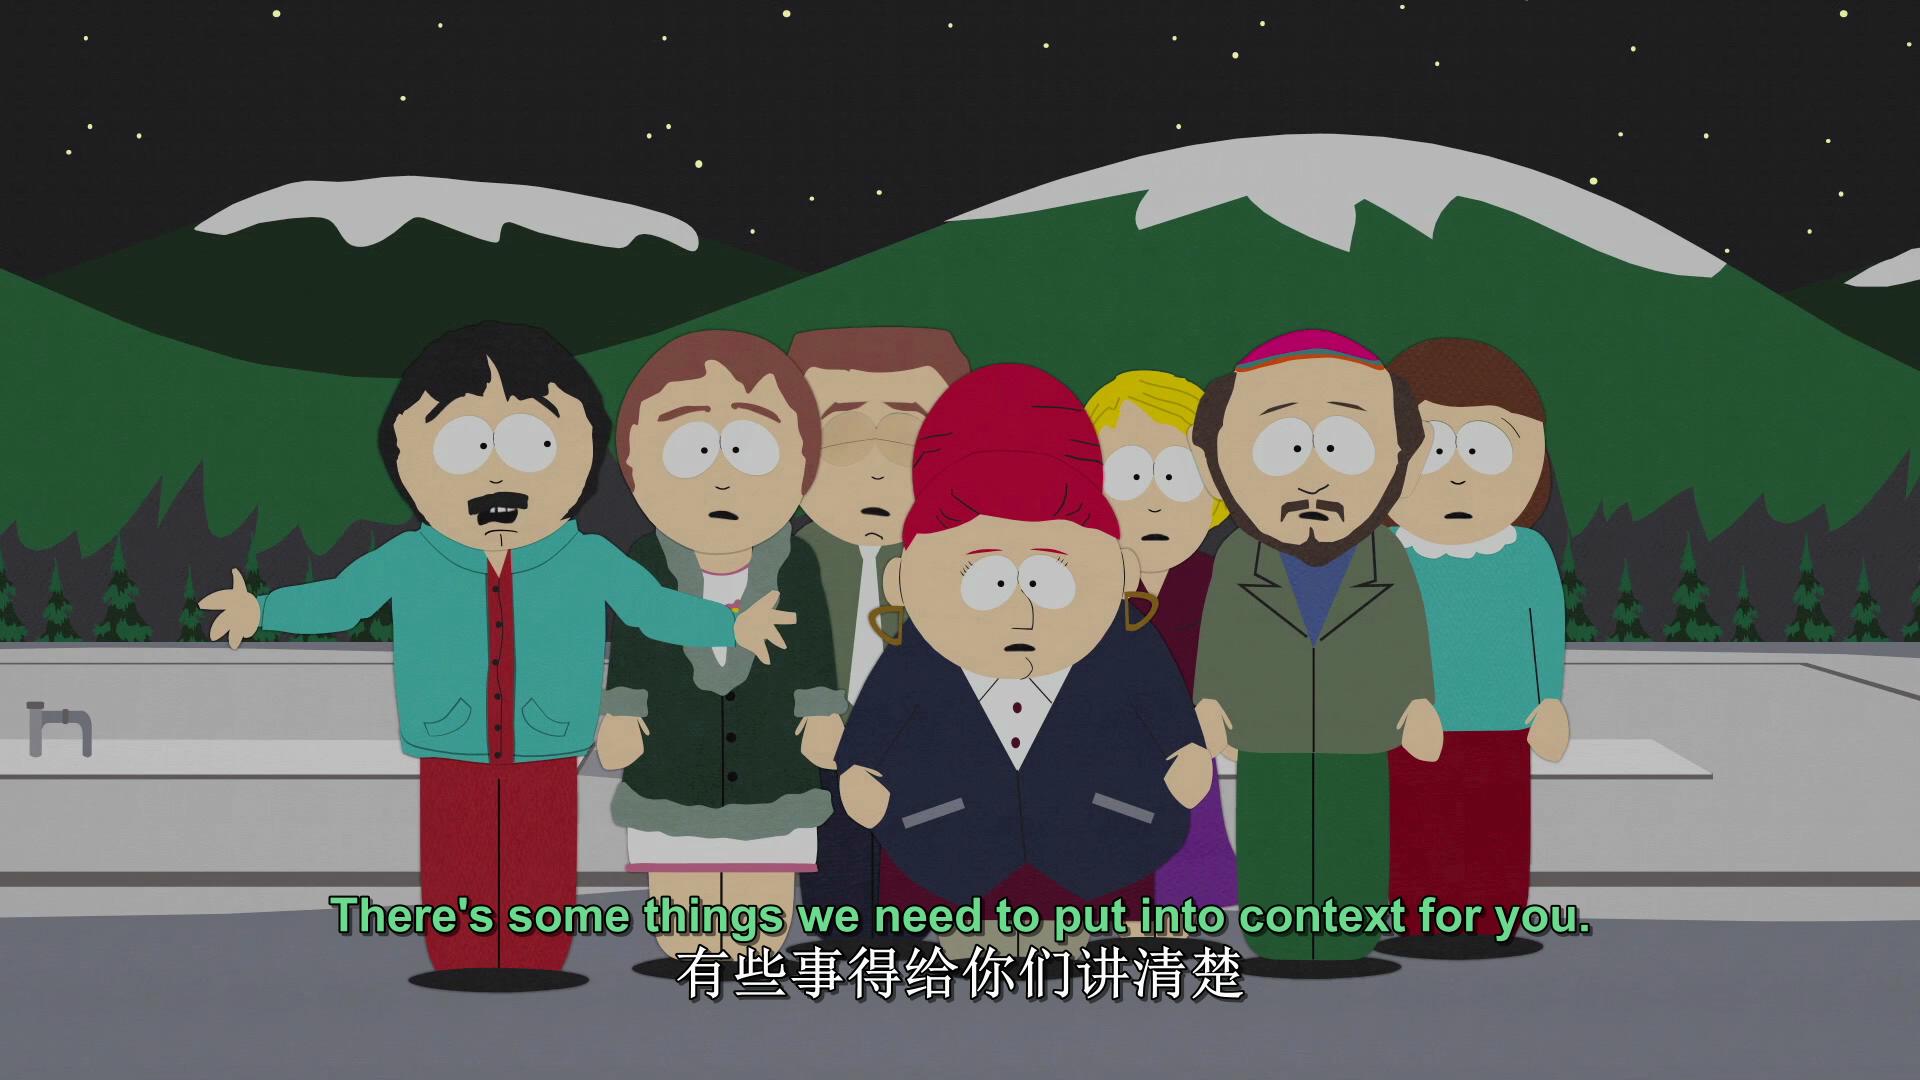 There's some things we need to put into context for you.
有些事得给你们讲清楚